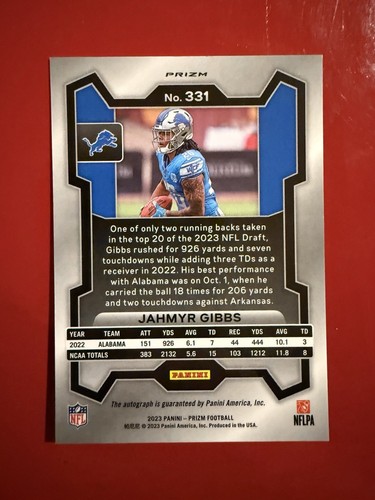 PRIZM
No. 331
One of only two running backs taken
in the top 20 of the 2023 NFL Draft,
Gibbs rushed for 926 yards and seven
touchdowns while adding three TDs as a
receiver in 2022. His best performance
with Alabama was on Oct. 1, when he
carried the ball 18 times for 206 yards
and two touchdowns against Arkansas.
JAHMYR GIBBS
YEAR TEAM ATT YDS AVG TD REC YDS AVG TD
2022 ALABAMA 151 926 6.1 7 44 444 10.1 3
NCAA TOTALS 383 2132 5.6 15 103 1212 11.8 8
PANINI
The autograph is guaranteed by Panini America, Inc.
NFL
2023 PANINI – PRIZM FOOTBALL
© 2023 Panini America, Inc. Produced in the USA.
NFLPA